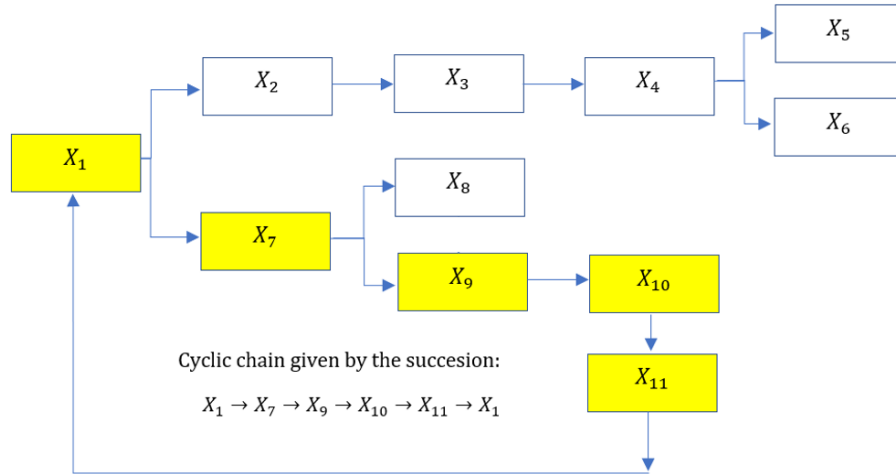 X₅
X₂
X₃
X₄
X₆
X₁
X₈
X₇
X₉
X₁₀
Cyclic chain given by the succesion:
X₁₁
X₁ → X₇ → X₉ → X₁₀ → X₁₁ → X₁